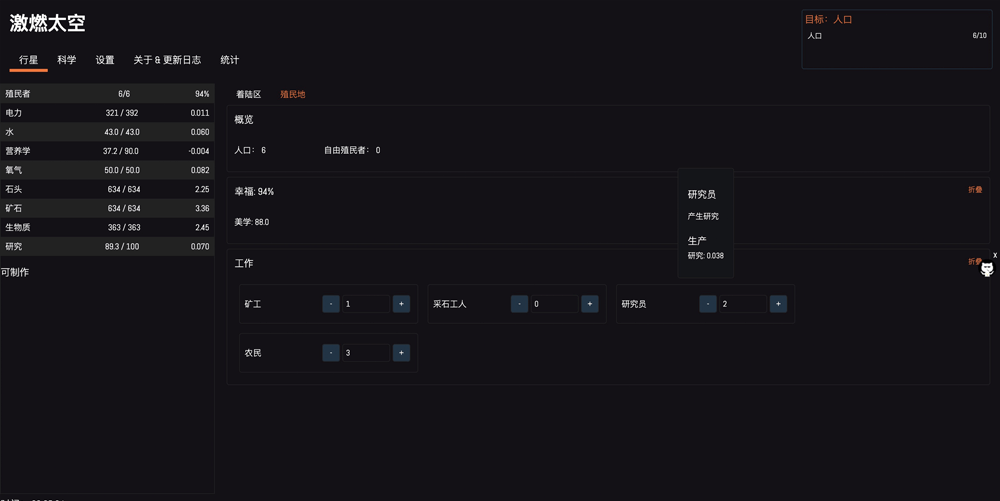 激燃太空
目标：人口
人口 6/10
行星 科学 设置 关于 & 更新日志 统计
殖民者 6/6 94%
电力 321 / 392 0.011
水 43.0 / 43.0 0.060
营养学 37.2 / 90.0 -0.004
氧气 50.0 / 50.0 0.082
石头 634 / 634 2.25
矿石 634 / 634 3.36
生物质 363 / 363 2.45
研究 89.3 / 100 0.070
可制作
着陆区 殖民地
概览
人口： 6 自由殖民者： 0
幸福: 94% 折叠
美学: 88.0
研究员
产生研究
生产
研究: 0.038
工作 折叠
x
矿工 - 1 +
采石工人 - 0 +
研究员 - 2 +
农民 - 3 +